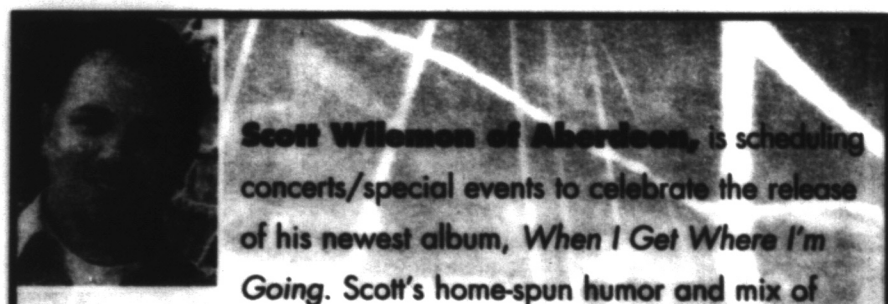 Scott Wilemon of Aberdeen, is scheduling
concerts/special events to celebrate the release
of his newest album, When I Get Where I'm
Going. Scott's home-spun humor and mix of